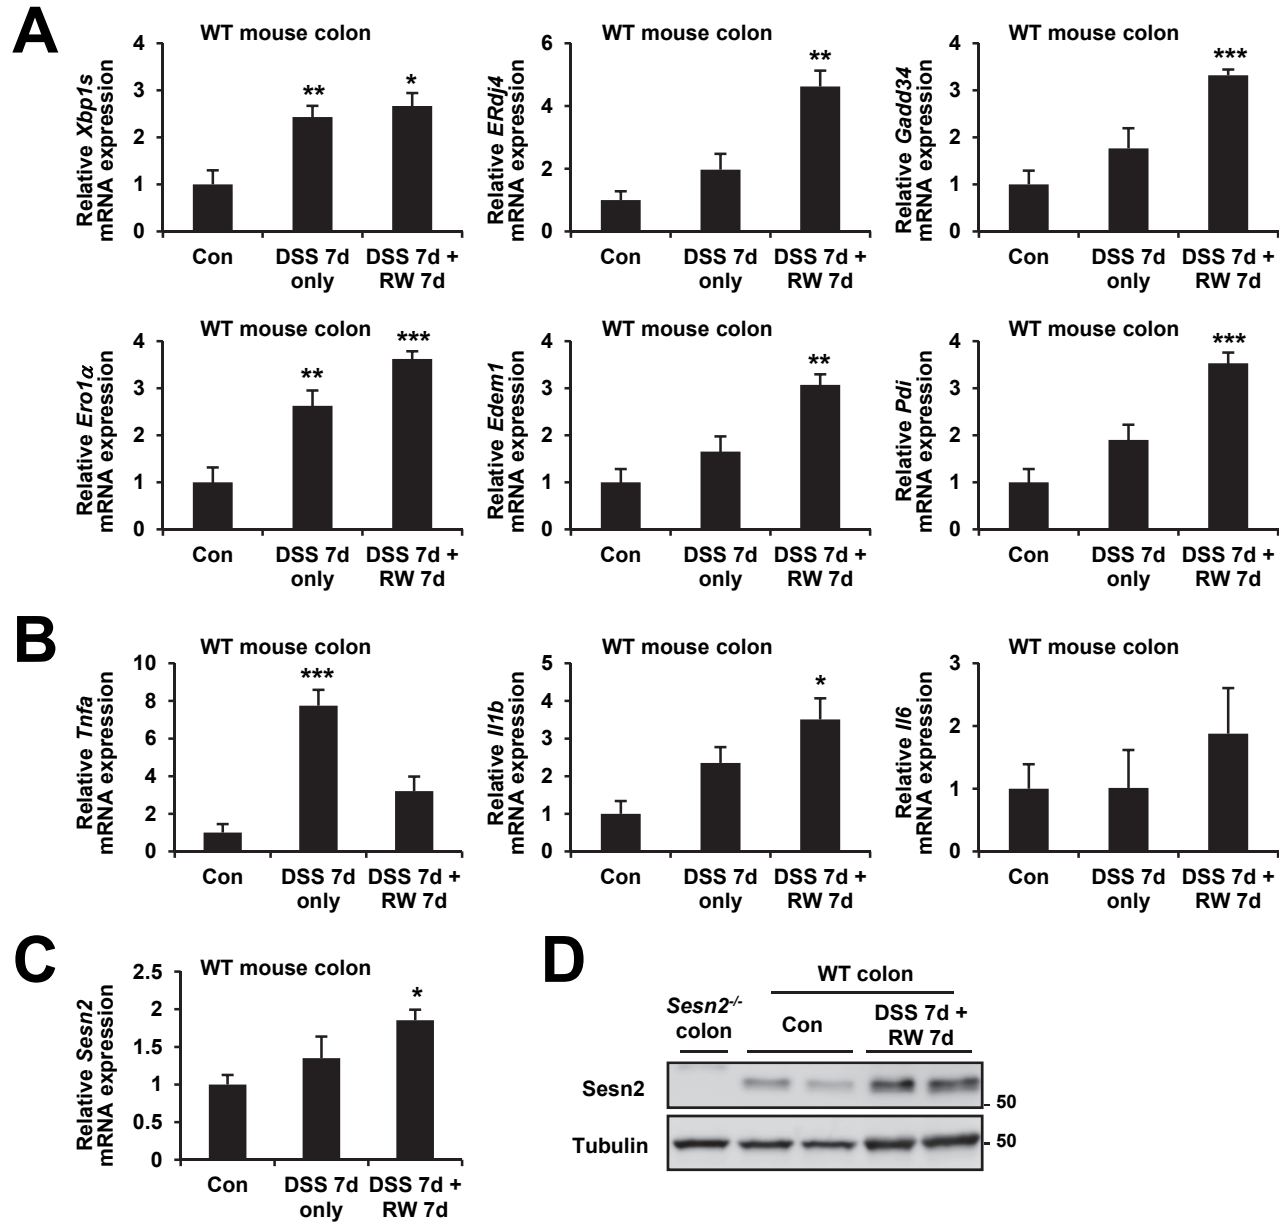 A
WT mouse colon
Relative Xbp1s
mRNA expression
4
3
2
1
0
**
*
Con
DSS 7d
only
DSS 7d +
RW 7d
WT mouse colon
Relative ERdj4
mRNA expression
6
4
2
0
**
Con
DSS 7d
only
DSS 7d +
RW 7d
WT mouse colon
Relative Gadd34
mRNA expression
4
3
2
1
0
***
Con
DSS 7d
only
DSS 7d +
RW 7d
WT mouse colon
Relative Ero1α
mRNA expression
4
3
2
1
0
**
***
Con
DSS 7d
only
DSS 7d +
RW 7d
WT mouse colon
Relative Edem1
mRNA expression
4
3
2
1
0
**
Con
DSS 7d
only
DSS 7d +
RW 7d
WT mouse colon
Relative Pdi
mRNA expression
4
3
2
1
0
***
Con
DSS 7d
only
DSS 7d +
RW 7d
B
WT mouse colon
Relative Tnfa
mRNA expression
10
8
6
4
2
0
***
Con
DSS 7d
only
DSS 7d +
RW 7d
WT mouse colon
Relative Il1b
mRNA expression
5
4
3
2
1
0
*
Con
DSS 7d
only
DSS 7d +
RW 7d
WT mouse colon
Relative Il6
mRNA expression
3
2
1
0
Con
DSS 7d
only
DSS 7d +
RW 7d
C
WT mouse colon
Relative Sesn2
mRNA expression
2.5
2
1.5
1
0.5
0
*
Con
DSS 7d
only
DSS 7d +
RW 7d
D
WT colon
Sesn2-/-
colon
Con
DSS 7d +
RW 7d
Sesn2
50
Tubulin
50